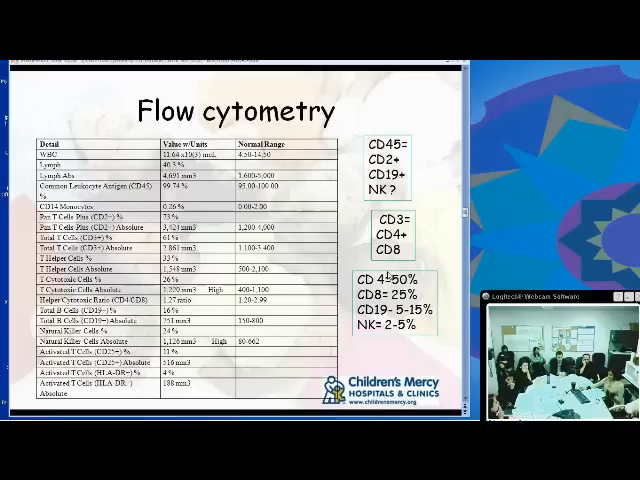 Flow cytometry
Detail Value w/Units Normal Range
WBC 11.64 x10(3) mcL 4.50-14.50
Lymph 40.3 %
Lymph Abs 4,691 mm3 1,600-5,000
Common Leukocyte Antigen (CD45) 99.74 % 95.00-100.00
%
CD14 Monocytes 0.26 % 0.00-2.00
Pan T Cells Plus (CD2+) % 73 %
Pan T Cells Plus (CD2+) Absolute 3,424 mm3 1,200-4,000
Total T Cells (CD3+) % 61 %
Total T Cells (CD3+) Absolute 2,861 mm3 1,100-3,400
T Helper Cells % 33 %
T Helper Cells Absolute 1,548 mm3 500-2,100
T Cytotoxic Cells % 26 %
T Cytotoxic Cells Absolute 1,220 mm3 High 400-1,100
Helper/Cytotoxic Ratio (CD4/CD8) 1.27 ratio 1.20-2.99
Total B Cells (CD19+) % 16 %
Total B Cells (CD19+) Absolute 751 mm3 150-800
Natural Killer Cells % 24 %
Natural Killer Cells Absolute 1,126 mm3 High 80-662
Activated T Cells (CD25+) % 11 %
Activated T Cells (CD25+) Absolute 516 mm3
Activated T Cells (HLA-DR+) % 4 %
Activated T Cells (HLA-DR+) 188 mm3
Absolute
CD45=
CD2+
CD19+
NK ?
CD3=
CD4+
CD8
CD 4=50%
CD8= 25%
CD19- 5-15%
NK= 2-5%
Children's Mercy
HOSPITALS & CLINICS
www.childrensmercy.org
Logitech® Webcam Software